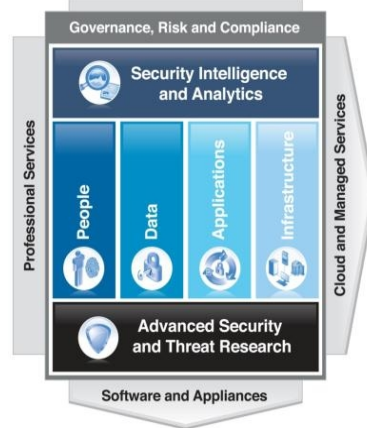 Governance, Risk and Compliance
Security Intelligence
and Analytics
Professional Services
People
Data
Applications
Infrastructure
Cloud and Managed Services
Advanced Security
and Threat Research
Software and Appliances